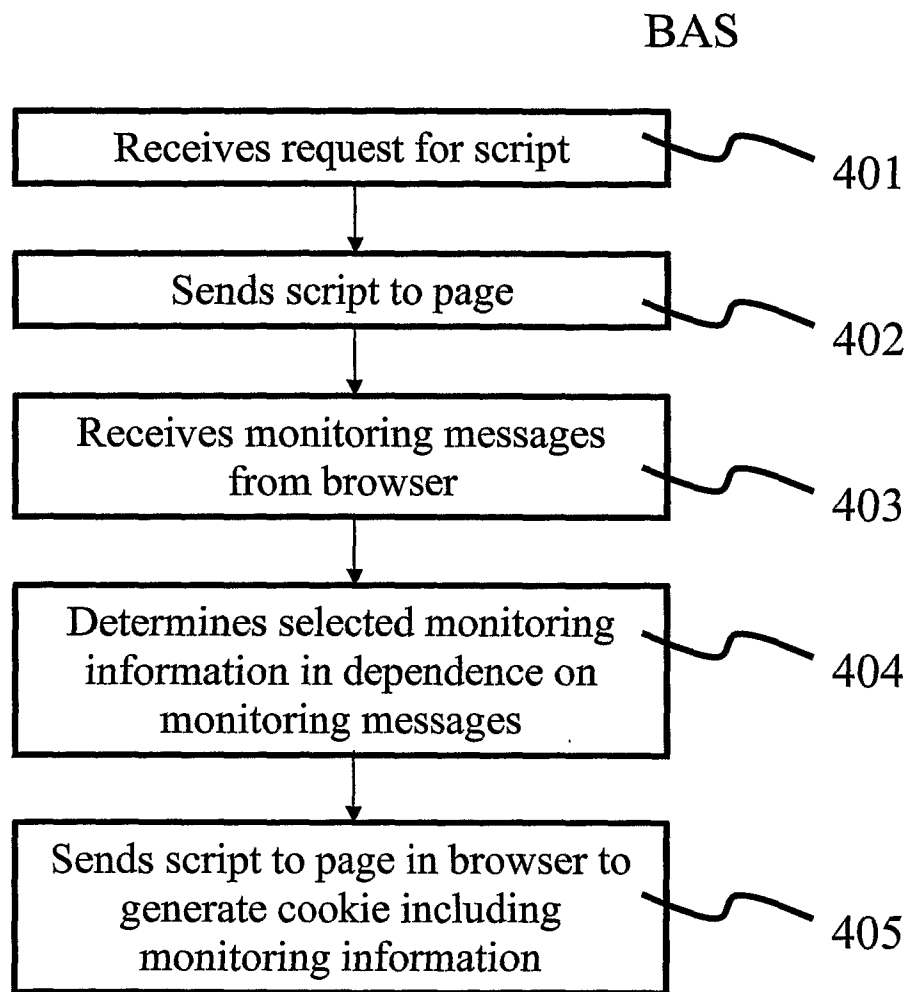 BAS
Receives request for script
401
Sends script to page
402
Receives monitoring messages
from browser
403
Determines selected monitoring
information in dependence on
monitoring messages
404
Sends script to page in browser to
generate cookie including
monitoring information
405